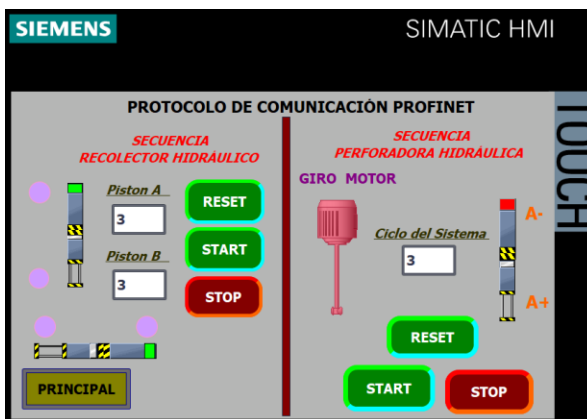 SIEMENS
SIMATIC HMI
TOUCH
PROTOCOLO DE COMUNICACIÓN PROFINET
SECUENCIA
RECOLECTOR HIDRÁULICO
Piston A
3
Piston B
3
RESET
START
STOP
PRINCIPAL
SECUENCIA
PERFORADORA HIDRÁULICA
GIRO MOTOR
Ciclo del Sistema
3
A-
A+
RESET
START
STOP